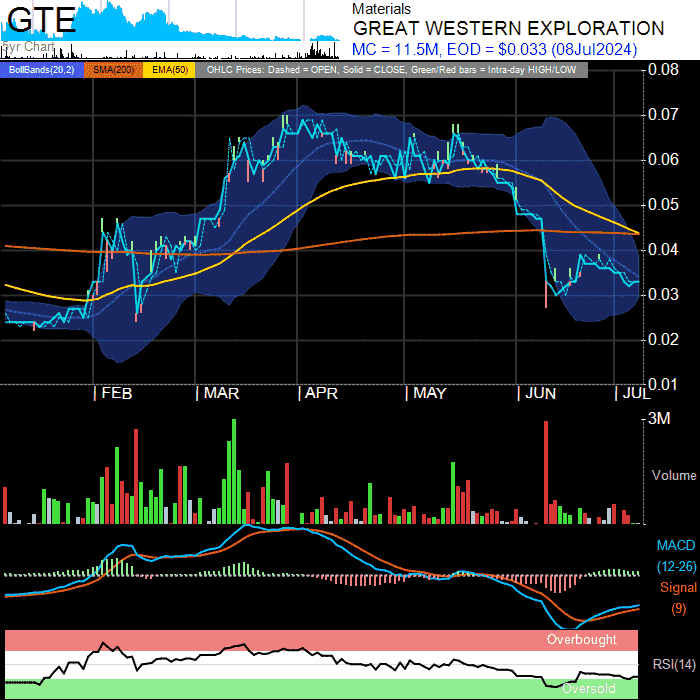 GTE
5yr Chart
Materials
GREAT WESTERN EXPLORATION
MC = 11.5M, EOD = $0.033 (08Jul2024)
BollBands(20,2) SMA(200) EMA(50) OHLC Prices: Dashed = OPEN, Solid = CLOSE, Green/Red bars = Intra-day HIGH/LOW
0.08
0.07
0.06
0.05
0.04
0.03
0.02
0.01
| FEB | MAR | APR | MAY | JUN | JUL
3M
Volume
MACD
(12-26)
Signal
(9)
Overbought
RSI(14)
Oversold